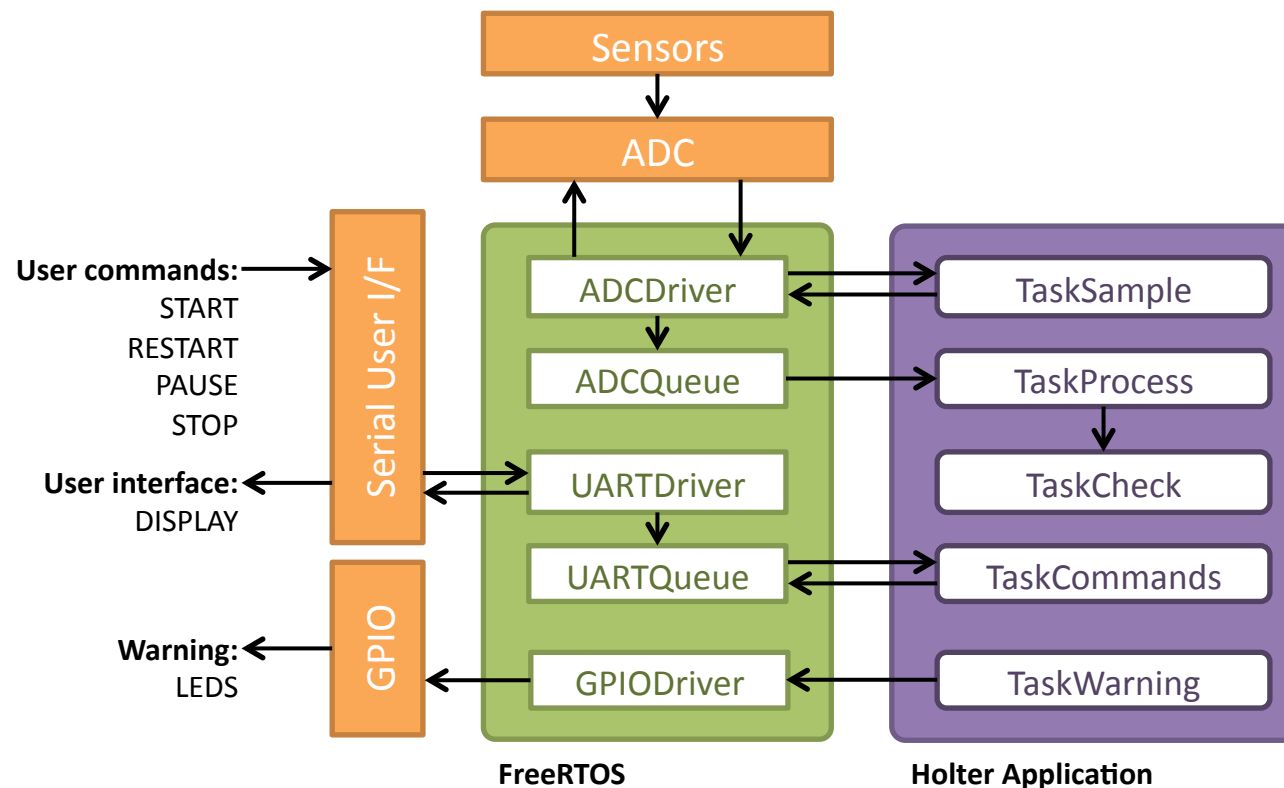 Sensors
ADC
User commands:
START
RESTART
PAUSE
STOP
User interface:
DISPLAY
Serial User I/F
Warning:
LEDS
GPIO
ADCDriver
ADCQueue
UARTDriver
UARTQueue
GPIODriver
FreeRTOS
TaskSample
TaskProcess
TaskCheck
TaskCommands
TaskWarning
Holter Application